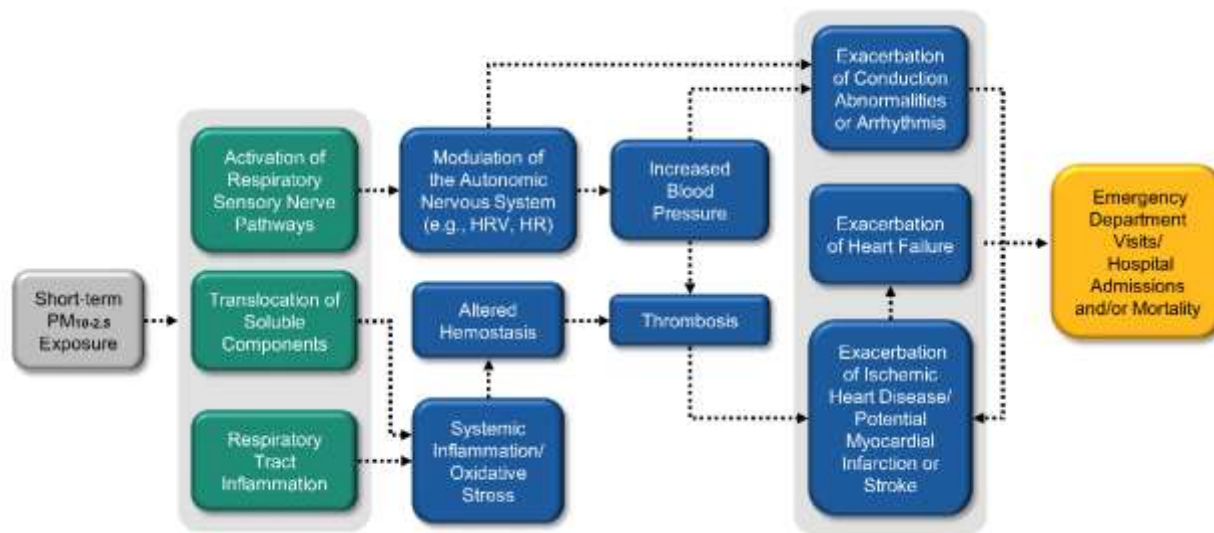 Short-term
PM10-2.5
Exposure
Activation of
Respiratory
Sensory Nerve
Pathways
Translocation of
Soluble
Components
Respiratory
Tract
Inflammation
Modulation of
the Autonomic
Nervous System
(e.g., HRV, HR)
Altered
Hemostasis
Systemic
Inflammation/
Oxidative
Stress
Increased
Blood
Pressure
Thrombosis
Exacerbation
of Conduction
Abnormalities
or Arrhythmia
Exacerbation
of Heart Failure
Exacerbation
of Ischemic
Heart Disease/
Potential
Myocardial
Infarction or
Stroke
Emergency
Department
Visits/
Hospital
Admissions
and/or Mortality